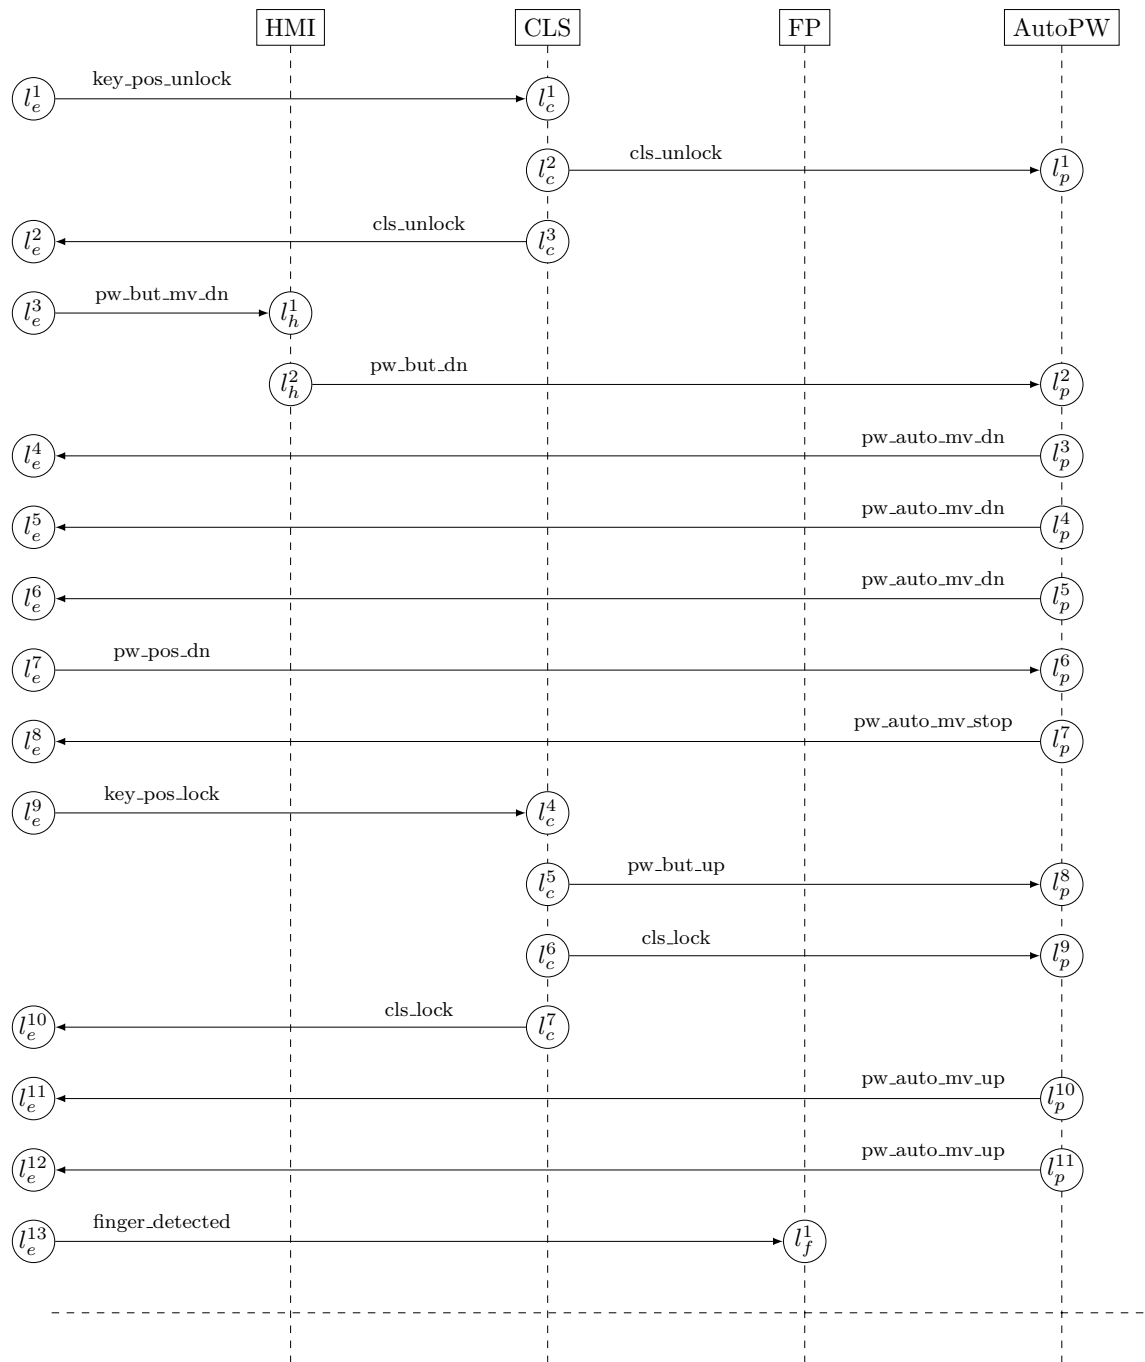 HMI CLS FP AutoPW
key_pos_unlock
l_e^1 l_c^1
cls_unlock
l_c^2 l_p^1
cls_unlock
l_e^2 l_c^3
pw_but_mv_dn
l_e^3 l_h^1
pw_but_dn
l_h^2 l_p^2
pw_auto_mv_dn
l_e^4 l_p^3
pw_auto_mv_dn
l_e^5 l_p^4
pw_auto_mv_dn
l_e^6 l_p^5
pw_pos_dn
l_e^7 l_p^6
pw_auto_mv_stop
l_e^8 l_p^7
key_pos_lock
l_e^9 l_c^4
pw_but_up
l_c^5 l_p^8
cls_lock
l_c^6 l_p^9
cls_lock
l_e^10 l_c^7
pw_auto_mv_up
l_e^11 l_p^10
pw_auto_mv_up
l_e^12 l_p^11
finger_detected
l_e^13 l_f^1